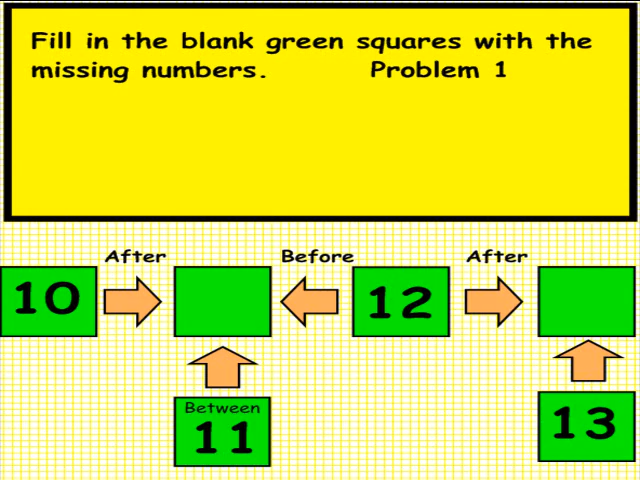 Fill in the blank green squares with the
missing numbers. Problem 1
After Before After
10 12
Between
11 13